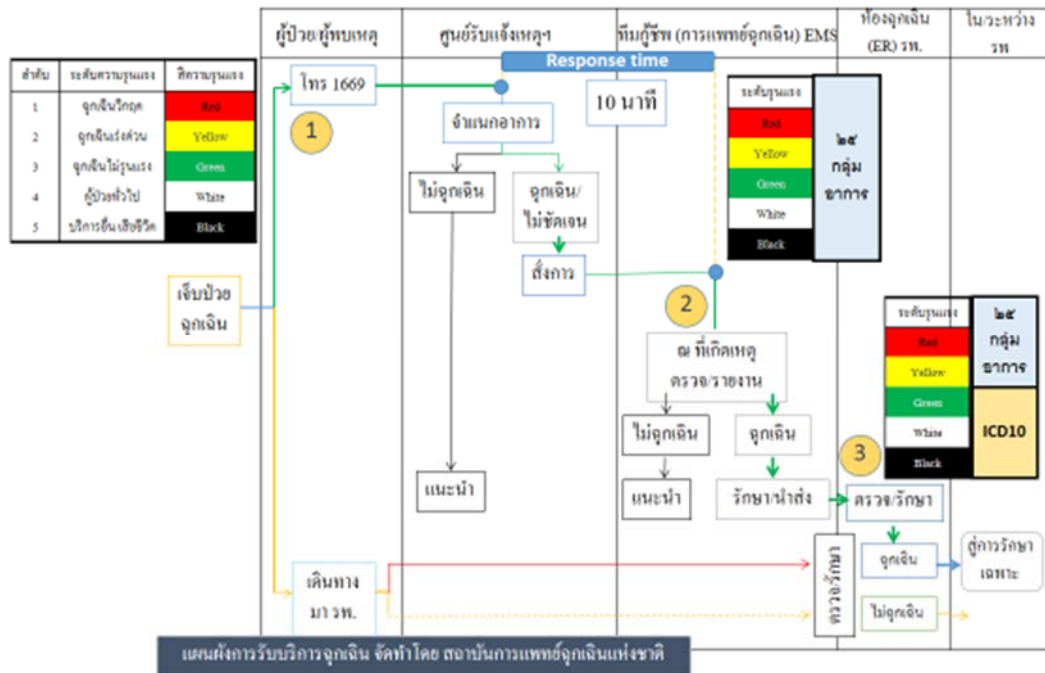 ผู้ป่วย/ผู้พบเหตุ
ศูนย์รับแจ้งเหตุฯ
ทีมกู้ชีพ (การแพทย์ฉุกเฉิน) EMS
ห้องฉุกเฉิน
(ER) รพ.
ใน/ระหว่าง
รพ
ลำดับ ระดับความรุนแรง สีความรุนแรง
1 ฉุกเฉินวิกฤต Red
2 ฉุกเฉินเร่งด่วน Yellow
3 ฉุกเฉินไม่รุนแรง Green
4 ผู้ป่วยทั่วไป White
5 บริการอื่น เสียชีวิต Black
เจ็บป่วย
ฉุกเฉิน
โทร 1669
1
Response time
10 นาที
จำแนกอาการ
ไม่ฉุกเฉิน
ฉุกเฉิน/
ไม่ชัดเจน
สั่งการ
แนะนำ
ระดับรุนแรง
Red
Yellow
Green
White
Black
๒๕
กลุ่ม
อาการ
2
ณ ที่เกิดเหตุ
ตรวจ/รายงาน
ไม่ฉุกเฉิน
ฉุกเฉิน
แนะนำ
รักษา/นำส่ง
ระดับรุนแรง
Red
Yellow
Green
White
Black
๒๕
กลุ่ม
อาการ
ICD10
3
ตรวจ/รักษา
ฉุกเฉิน
ไม่ฉุกเฉิน
สู่การรักษา
เฉพาะ
เดินทาง
มา รพ.
ตรวจ/รักษา
แผนผังการรับบริการฉุกเฉิน จัดทำโดย สถาบันการแพทย์ฉุกเฉินแห่งชาติ